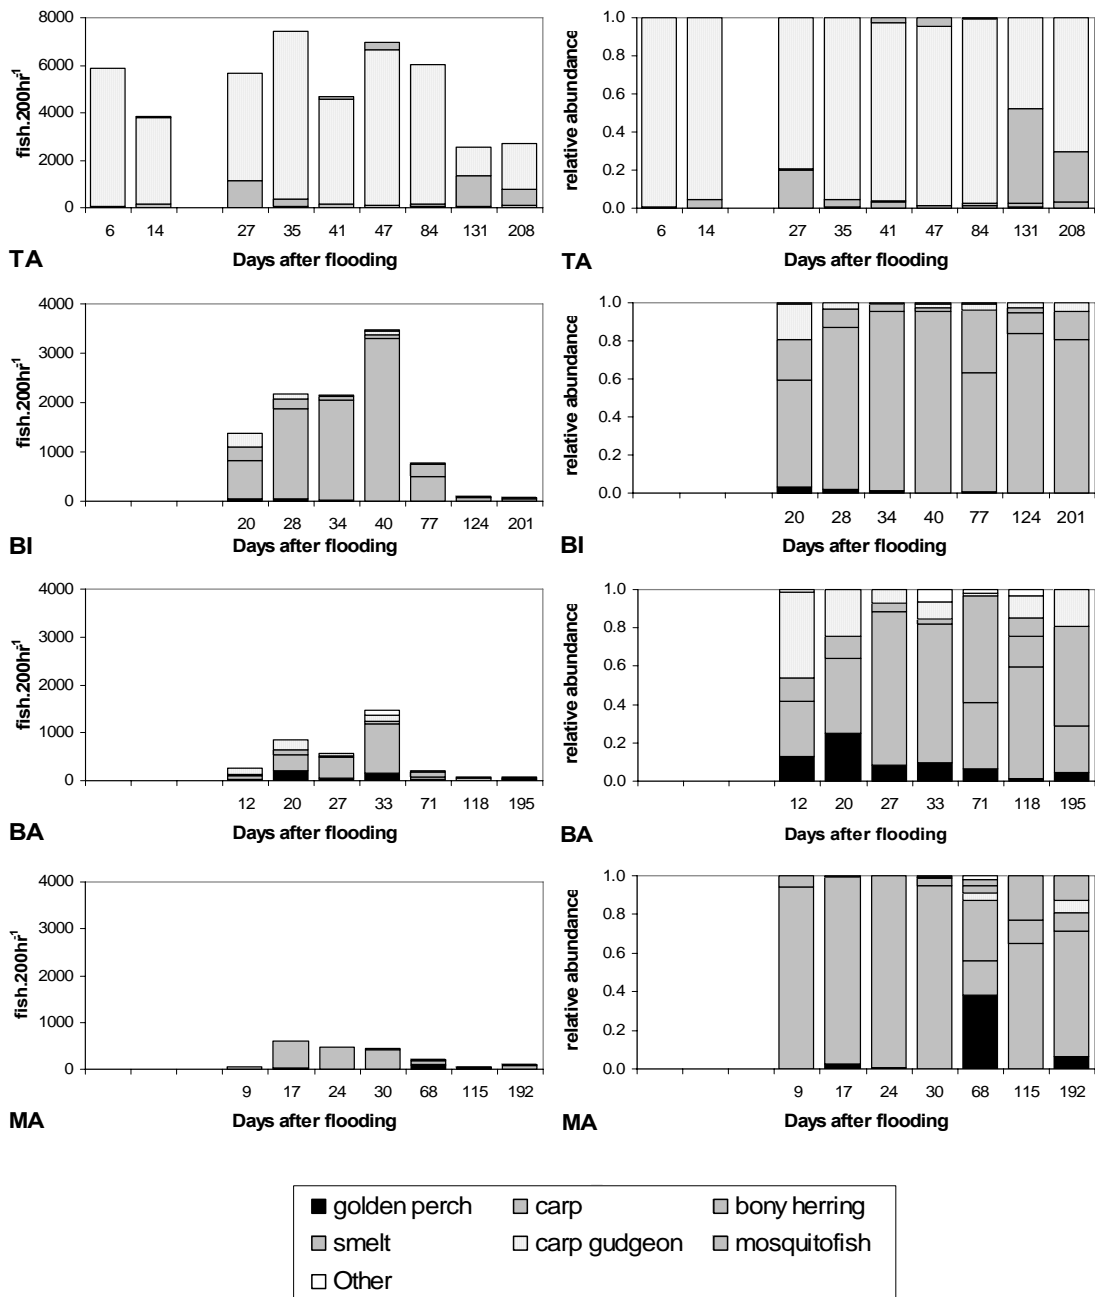 8000
6000
4000
2000
0
fish.200hr⁻¹
6 14 27 35 41 47 84 131 208
TA
Days after flooding
1.0
0.8
0.6
0.4
0.2
0.0
relative abundance
6 14 27 35 41 47 84 131 208
TA
Days after flooding
4000
3000
2000
1000
0
fish.200hr⁻¹
20 28 34 40 77 124 201
BI
Days after flooding
1.0
0.8
0.6
0.4
0.2
0.0
relative abundance
20 28 34 40 77 124 201
BI
Days after flooding
4000
3000
2000
1000
0
fish.200hr⁻¹
12 20 27 33 71 118 195
BA
Days after flooding
1.0
0.8
0.6
0.4
0.2
0.0
relative abundance
12 20 27 33 71 118 195
BA
Days after flooding
4000
3000
2000
1000
0
fish.200hr⁻¹
9 17 24 30 68 115 192
MA
Days after flooding
1.0
0.8
0.6
0.4
0.2
0.0
relative abundance
9 17 24 30 68 115 192
MA
Days after flooding
golden perch carp bony herring
smelt carp gudgeon mosquitofish
Other